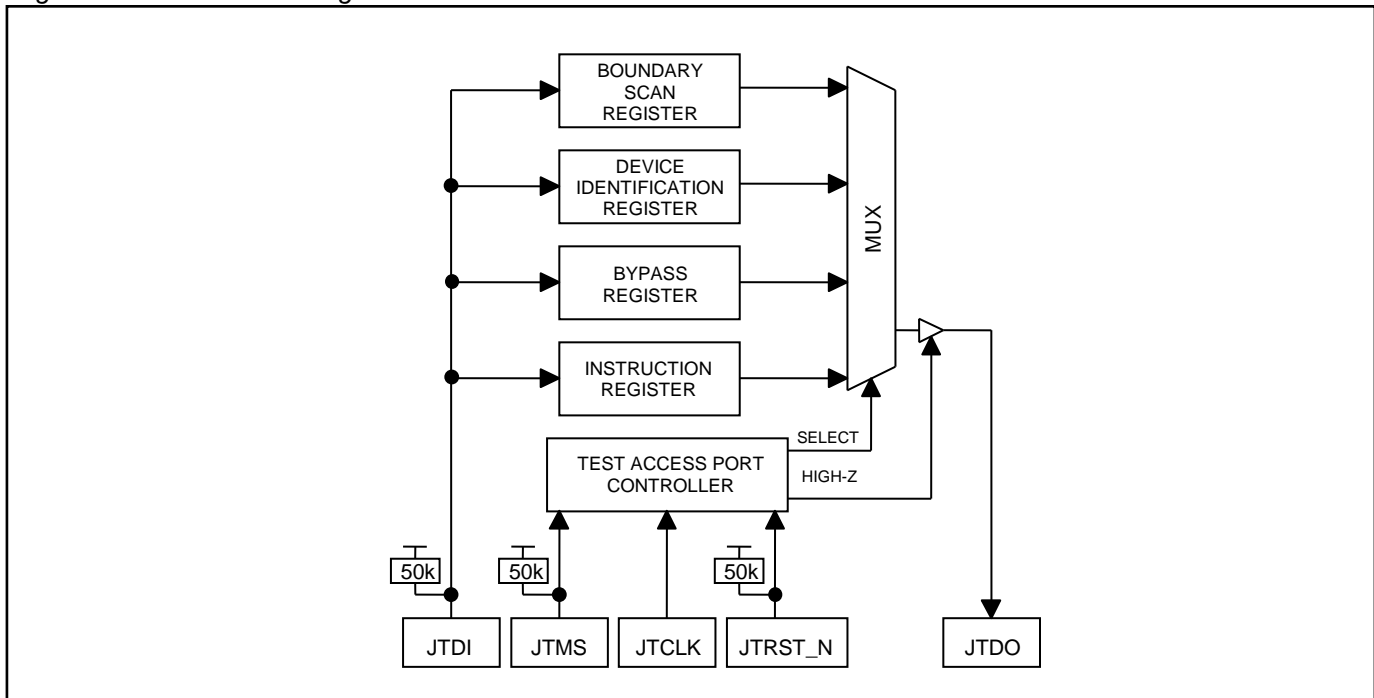 BOUNDARY
SCAN
REGISTER
DEVICE
IDENTIFICATION
REGISTER
BYPASS
REGISTER
INSTRUCTION
REGISTER
MUX
SELECT
TEST ACCESS PORT
CONTROLLER
HIGH-Z
50k
50k
50k
JTDI
JTMS
JTCLK
JTRST_N
JTDO